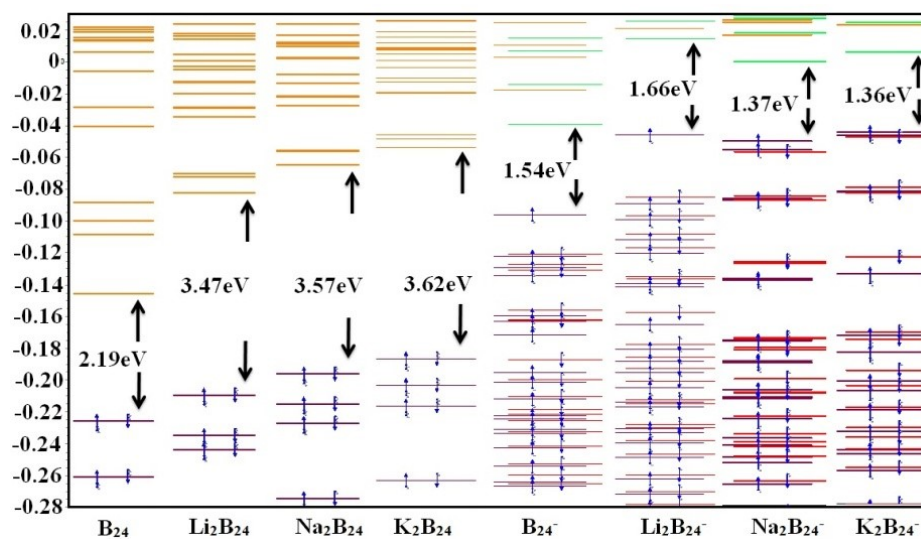 0.02
0
-0.02
-0.04
-0.06
-0.08
-0.10
-0.12
-0.14
-0.16
-0.18
-0.20
-0.22
-0.24
-0.26
-0.28
2.19eV
3.47eV
3.57eV
3.62eV
1.54eV
1.66eV
1.37eV
1.36eV
B₂₄ Li₂B₂₄ Na₂B₂₄ K₂B₂₄ B₂₄⁻ Li₂B₂₄⁻ Na₂B₂₄⁻ K₂B₂₄⁻